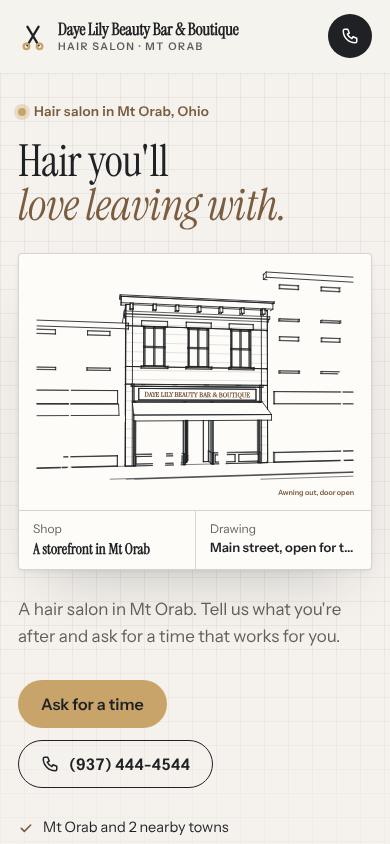 Daye Lily Beauty Bar & Boutique
HAIR SALON · MT ORAB
Hair salon in Mt Orab, Ohio
Hair you'll
love leaving with.
DAYE LILY BEAUTY BAR & BOUTIQUE
Awning out, door open
Shop
A storefront in Mt Orab
Drawing
Main street, open for t...
A hair salon in Mt Orab. Tell us what you're
after and ask for a time that works for you.
Ask for a time
(937) 444-4544
Mt Orab and 2 nearby towns